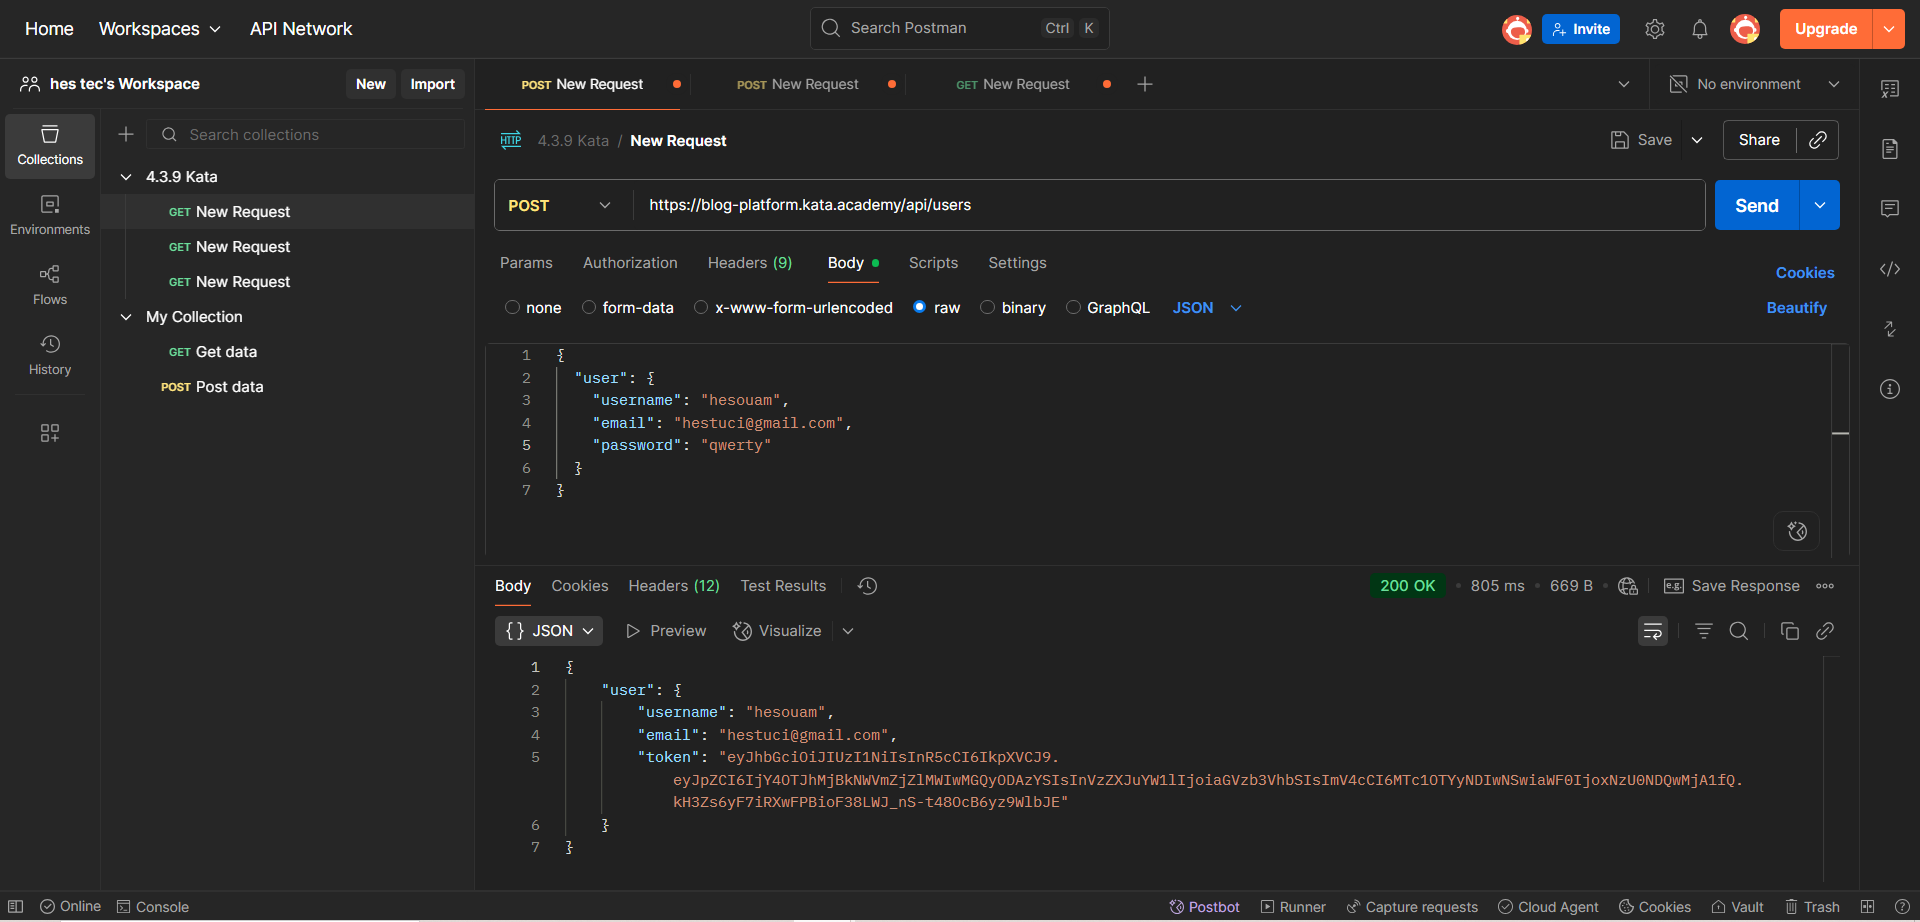 Home Workspaces API Network Search Postman Ctrl K Invite Upgrade
hes tec's Workspace New Import
POST New Request POST New Request GET New Request No environment
Collections
Environments
Flows
History
Search collections
4.3.9 Kata
GET New Request
GET New Request
GET New Request
My Collection
GET Get data
POST Post data
HTTP 4.3.9 Kata / New Request Save Share
POST https://blog-platform.kata.academy/api/users Send
Params Authorization Headers (9) Body Scripts Settings Cookies
none form-data x-www-form-urlencoded raw binary GraphQL JSON Beautify
1 {
2 "user": {
3 "username": "hesouam",
4 "email": "hestuci@gmail.com",
5 "password": "qwerty"
6 }
7 }
Body Cookies Headers (12) Test Results 200 OK 805 ms 669 B e.g. Save Response
{} JSON Preview Visualize
1 {
2 "user": {
3 "username": "hesouam",
4 "email": "hestuci@gmail.com",
5 "token": "eyJhbGciOiJIUzI1NiIsInR5cCI6IkpXVCJ9.
eyJpZCI6IjY4OTJhMjBkNWVmZjZlMWIwMGQyODAzYSIsInVzZXJuYW1lIjoiaGVzb3VhbSIsImV4cCI6MTc1OTYyNDIwNSwiaWF0IjoxNzU0NDQwMjA1fQ.
kH3Zs6yF7iRXwFPBioF38LWJ_nS-t48OcB6yz9WlbJE"
6 }
7 }
Online Console Postbot Runner Capture requests Cloud Agent Cookies Vault Trash